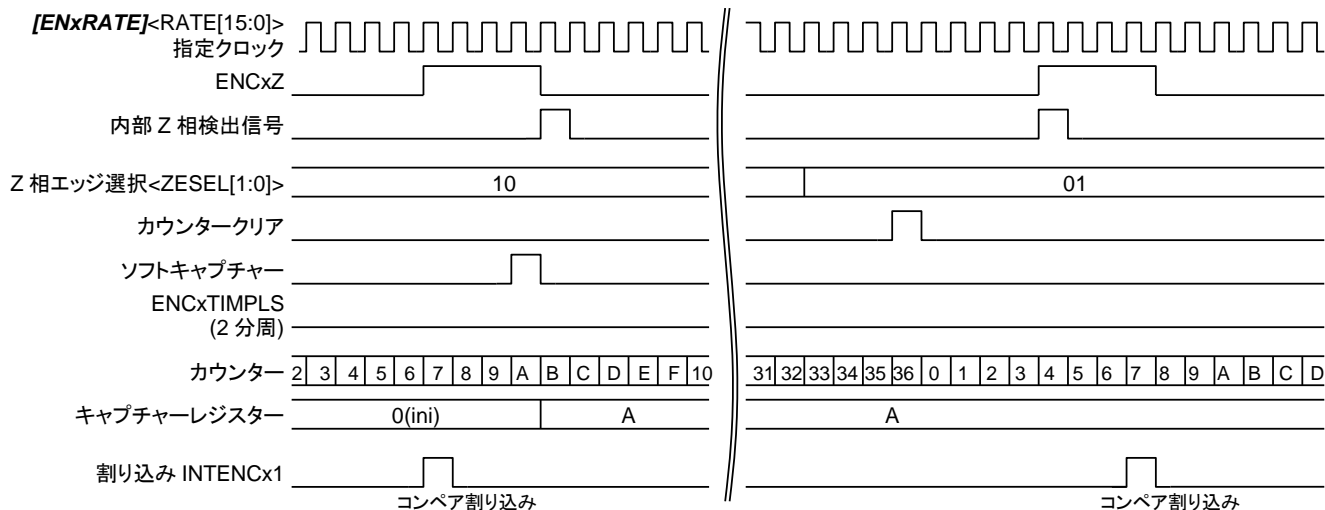 [ENxRATE]<RATE[15:0]>
指定クロック
ENCxZ
内部 Z 相検出信号
Z 相エッジ選択<ZESEL[1:0]> 10 01
カウンタークリア
ソフトキャプチャー
ENCxTIMPLS
(2 分周)
カウンター 2 3 4 5 6 7 8 9 A B C D E F 10 31 32 33 34 35 36 0 1 2 3 4 5 6 7 8 9 A B C D
キャプチャーレジスター 0(ini) A A
割り込み INTENCx1
コンペア割り込み コンペア割り込み